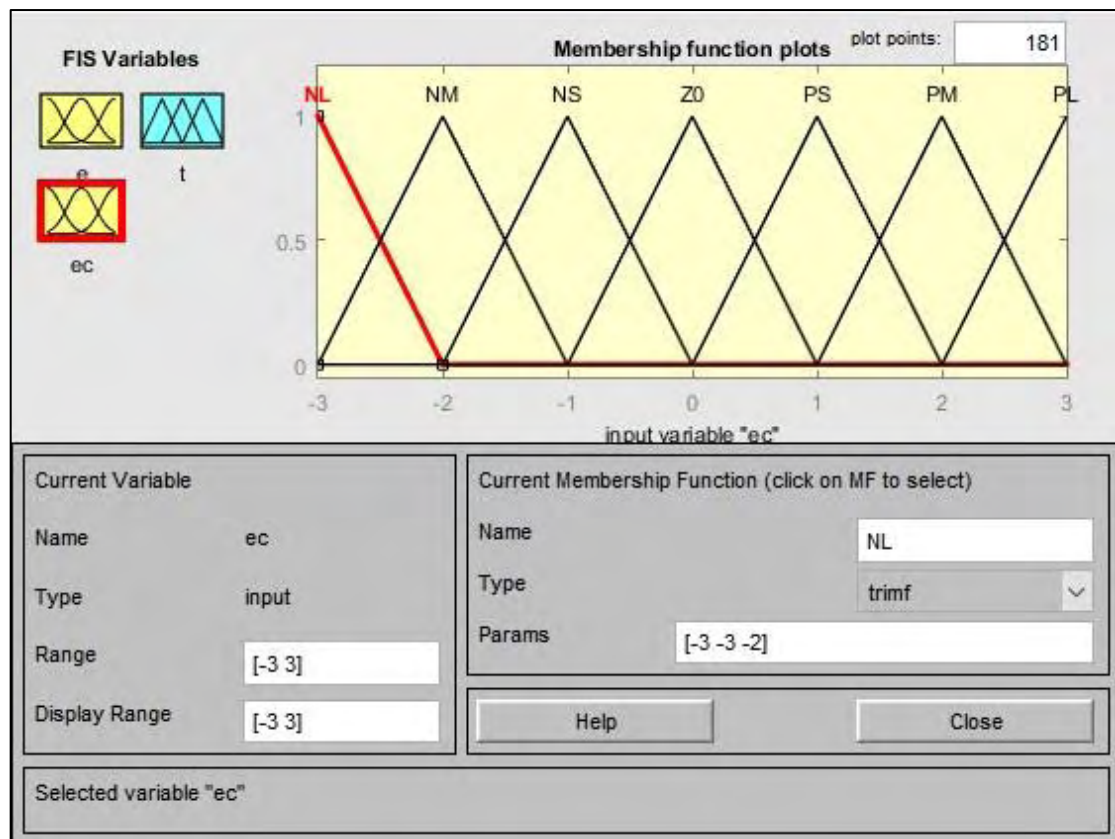 FIS Variables
Membership function plots
plot points:
181
e
t
ec
NL
NM
NS
Z0
PS
PM
PL
1
0.5
0
-3
-2
-1
0
1
2
3
input variable "ec"
Current Variable
Name
ec
Type
input
Range
[-3 3]
Display Range
[-3 3]
Current Membership Function (click on MF to select)
Name
NL
Type
trimf
Params
[-3 -3 -2]
Help
Close
Selected variable "ec"